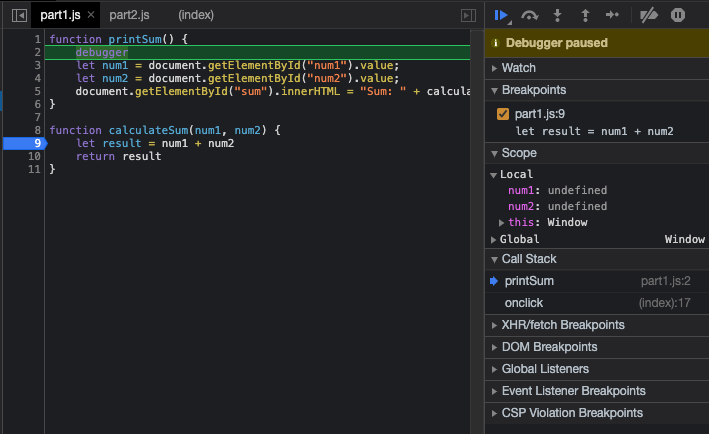 part1.js × part2.js (index)
1 function printSum() {
2 debugger
3 let num1 = document.getElementById("num1").value;
4 let num2 = document.getElementById("num2").value;
5 document.getElementById("sum").innerHTML = "Sum: " + calcula
6 }
7
8 function calculateSum(num1, num2) {
9 let result = num1 + num2
10 return result
11 }
Debugger paused
Watch
Breakpoints
part1.js:9
let result = num1 + num2
Scope
Local
num1: undefined
num2: undefined
this: Window
Global Window
Call Stack
printSum part1.js:2
onclick (index):17
XHR/fetch Breakpoints
DOM Breakpoints
Global Listeners
Event Listener Breakpoints
CSP Violation Breakpoints